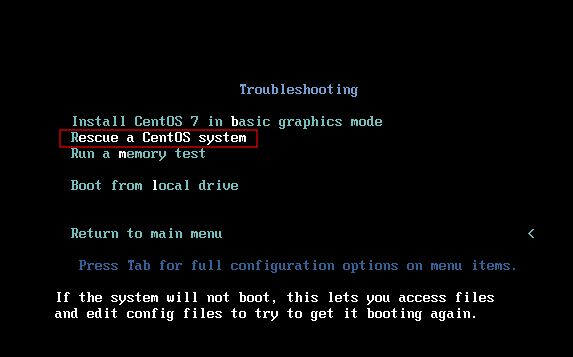 Troubleshooting
Install CentOS 7 in basic graphics mode
Rescue a CentOS system
Run a memory test
Boot from local drive
Return to main menu <
Press Tab for full configuration options on menu items.
If the system will not boot, this lets you access files
and edit config files to try to get it booting again.